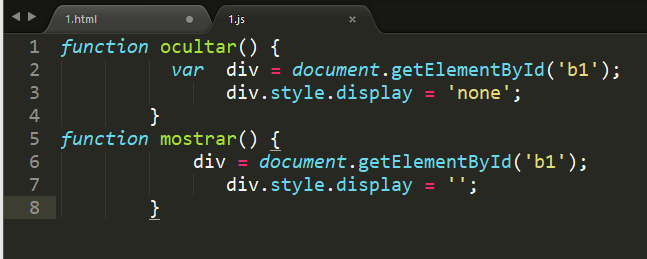 1.html
1.js
1 function ocultar() {
2 var div = document.getElementById('b1');
3 div.style.display = 'none';
4 }
5 function mostrar() {
6 div = document.getElementById('b1');
7 div.style.display = '';
8 }